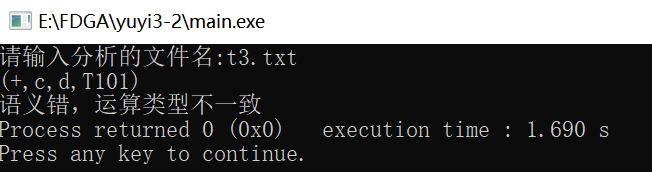 E:\FDGA\yuyi3-2\main.exe
请输入分析的文件名:t3.txt
(+,c,d,T101)
语义错，运算类型不一致
Process returned 0 (0x0)   execution time : 1.690 s
Press any key to continue.